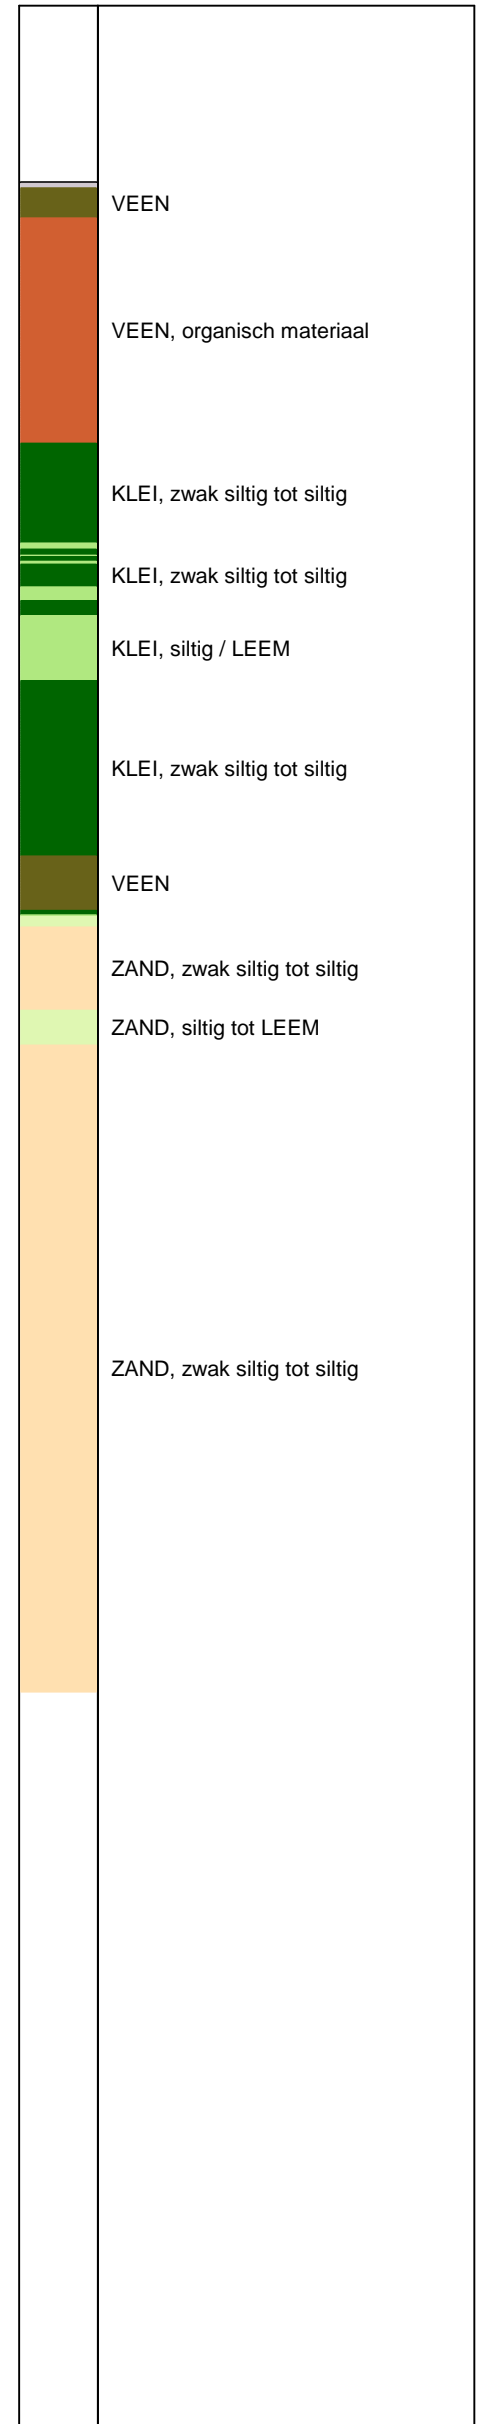 VEEN
VEEN, organisch materiaal
KLEI, zwak siltig tot siltig
KLEI, zwak siltig tot siltig
KLEI, siltig / LEEM
KLEI, zwak siltig tot siltig
VEEN
ZAND, zwak siltig tot siltig
ZAND, siltig tot LEEM
ZAND, zwak siltig tot siltig